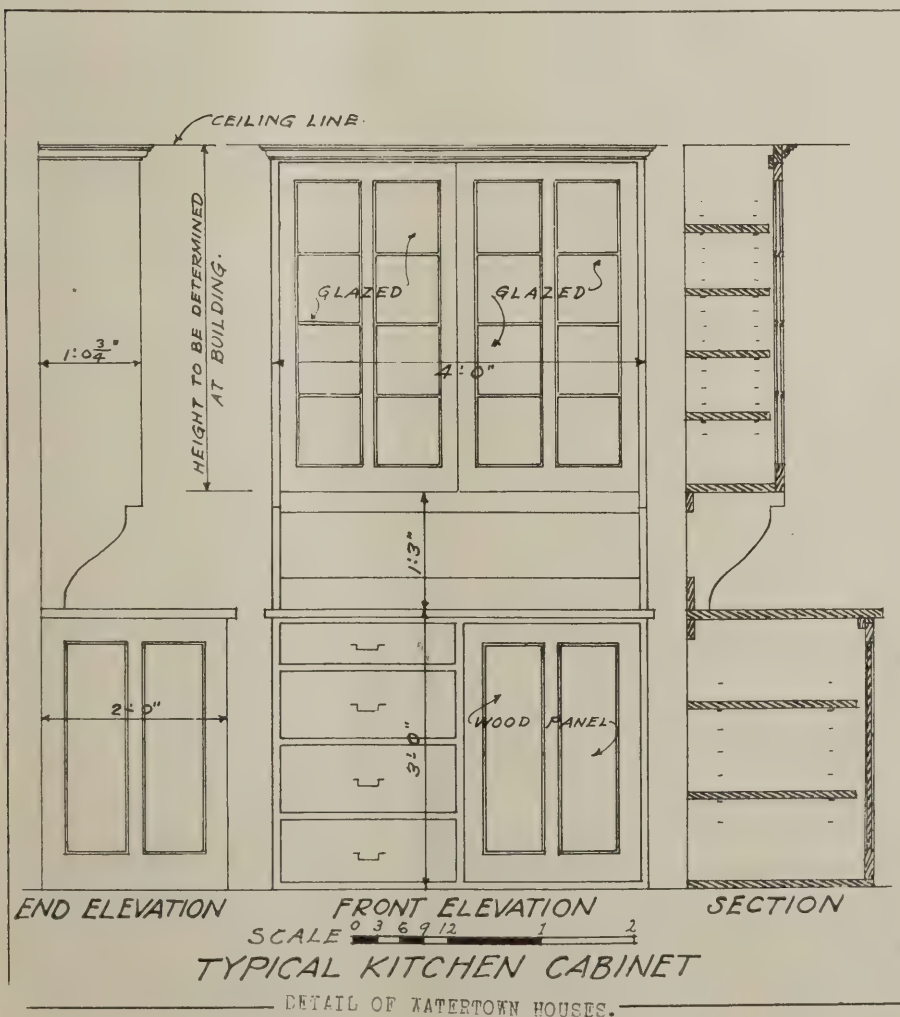 CEILING LINE.
HEIGHT TO BE DETERMINED
AT BUILDING.
GLAZED
GLAZED
1'-0 3/4"
4'-0"
1'-3"
2'-0"
3'-0"
WOOD PANEL
END ELEVATION
FRONT ELEVATION
SECTION
SCALE 0 3 6 9 12 1 2
TYPICAL KITCHEN CABINET
DETAIL OF WATERTOWN HOUSES.